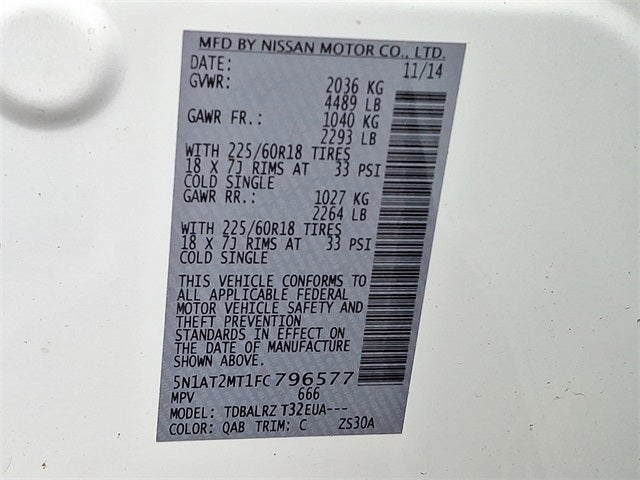 MFD BY NISSAN MOTOR CO., LTD.
DATE: 11/14
GVWR: 2036 KG
4489 LB
GAWR FR.: 1040 KG
2293 LB
WITH 225/60R18 TIRES
18 X 7J RIMS AT 33 PSI
COLD SINGLE
GAWR RR.: 1027 KG
2264 LB
WITH 225/60R18 TIRES
18 X 7J RIMS AT 33 PSI
COLD SINGLE
THIS VEHICLE CONFORMS TO
ALL APPLICABLE FEDERAL
MOTOR VEHICLE SAFETY AND
THEFT PREVENTION
STANDARDS IN EFFECT ON
THE DATE OF MANUFACTURE
SHOWN ABOVE.
5N1AT2MT1FC796577
MPV 666
MODEL: TDBALRZ T32EUA---
COLOR: QAB TRIM: C ZS30A